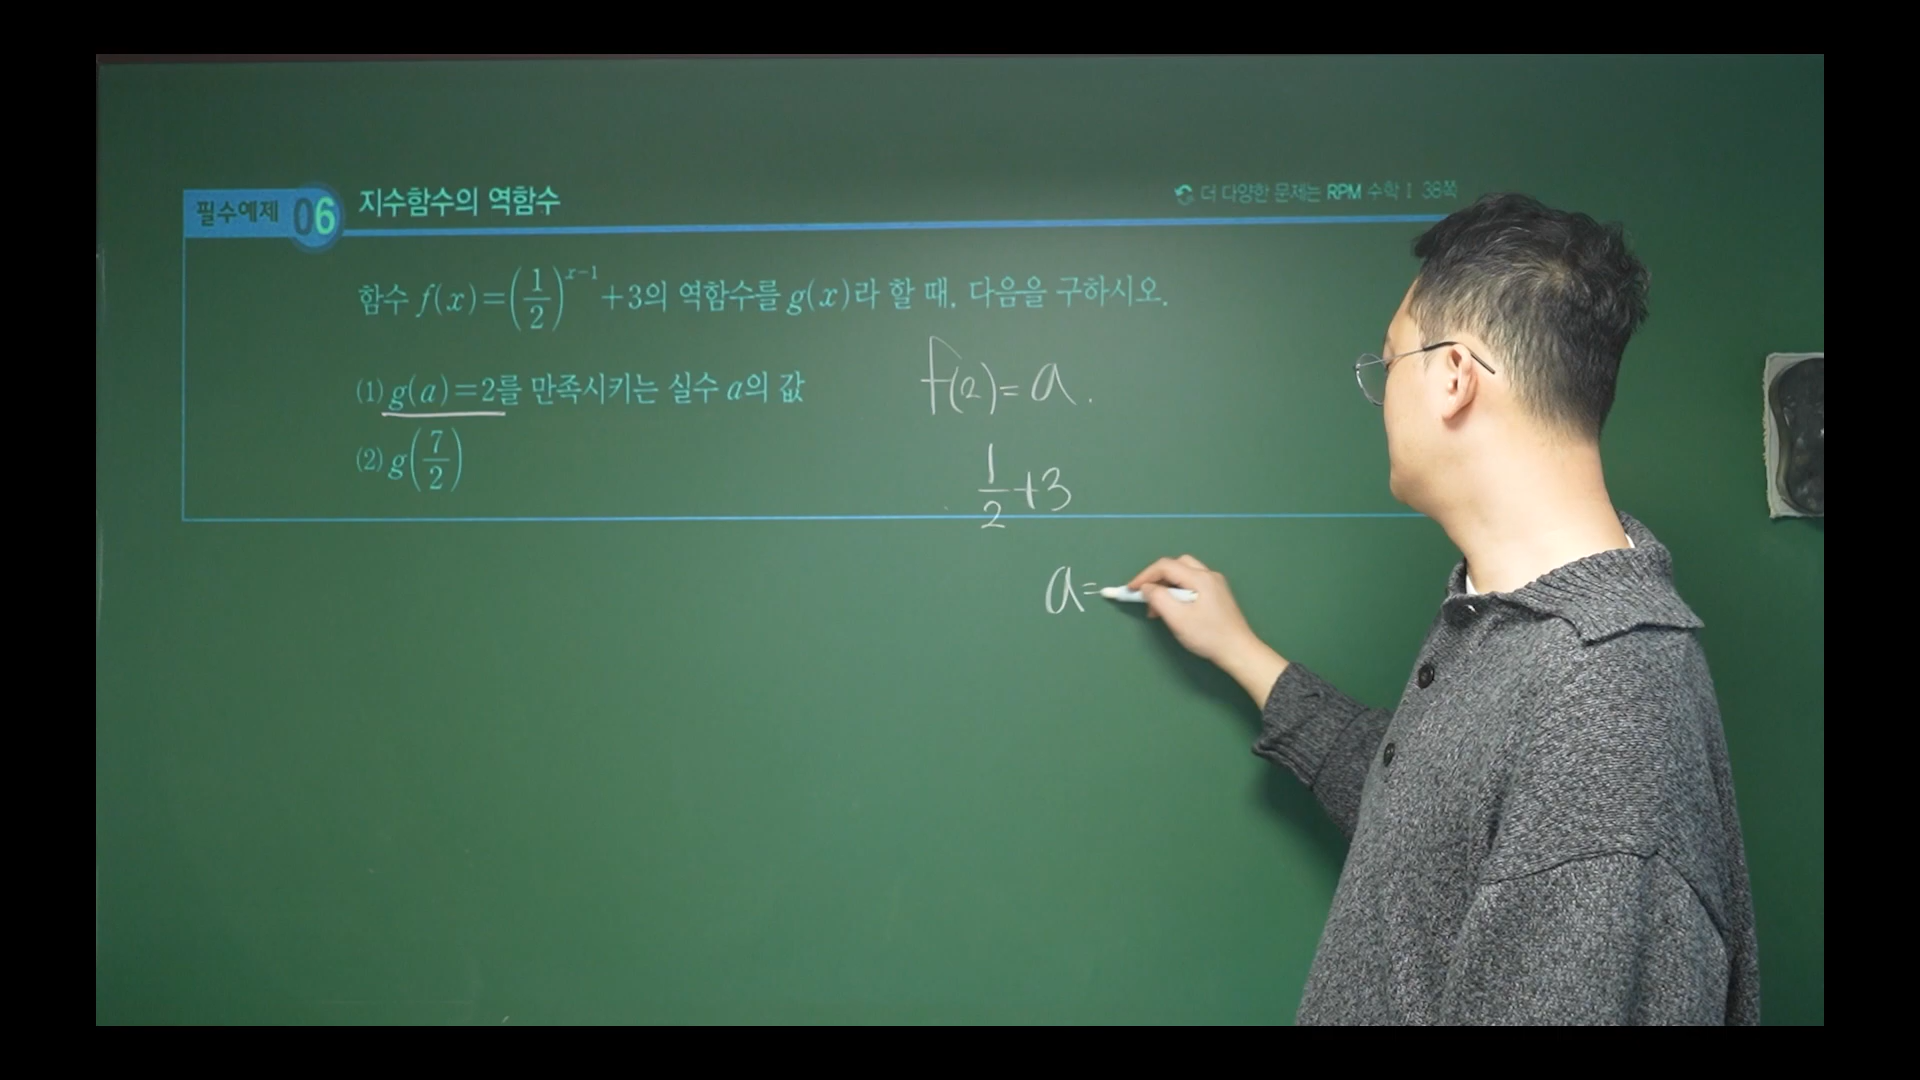 필수예제 06 지수함수의 역함수
더 다양한 문제는 RPM 수학 I 38쪽
함수 f(x)=(1/2)^{x-1}+3의 역함수를 g(x)라 할 때, 다음을 구하시오.
(1) g(a)=2를 만족시키는 실수 a의 값
(2) g(7/2)
f(2)=a.
1/2+3
a=